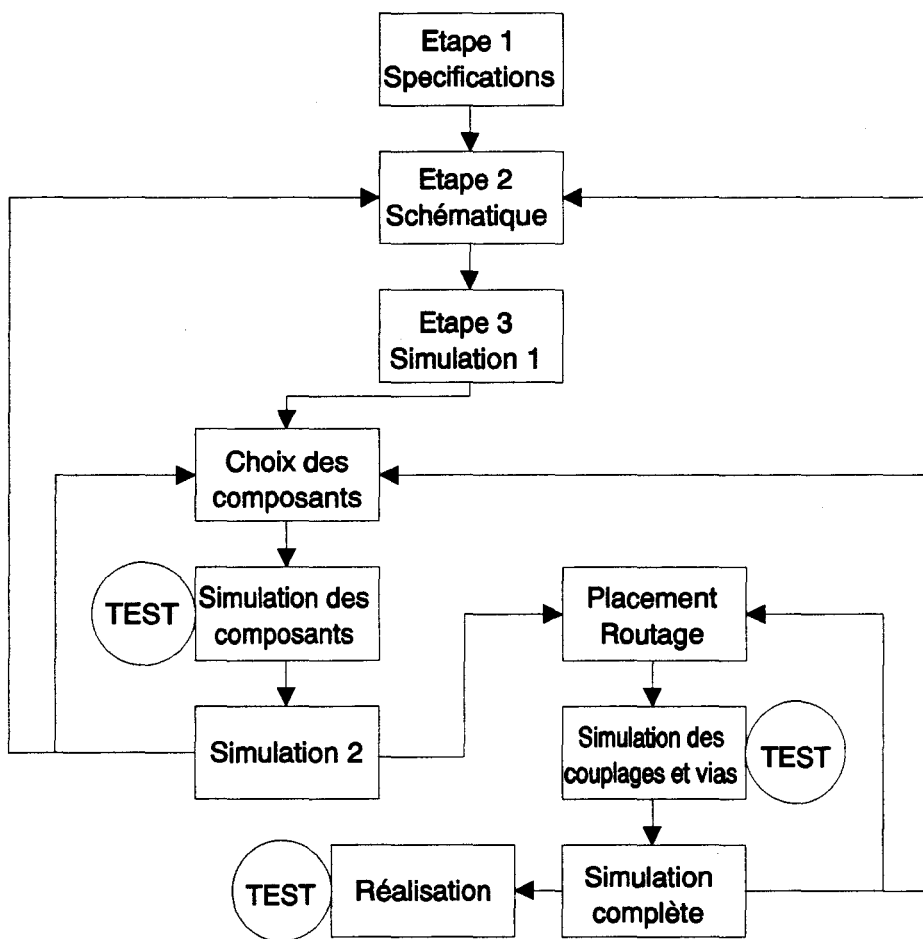 Etape 1
Specifications
Etape 2
Schématique
Etape 3
Simulation 1
Choix des
composants
TEST
Simulation des
composants
Placement
Routage
Simulation 2
Simulation des
couplages et vias
TEST
TEST
Réalisation
Simulation
complète